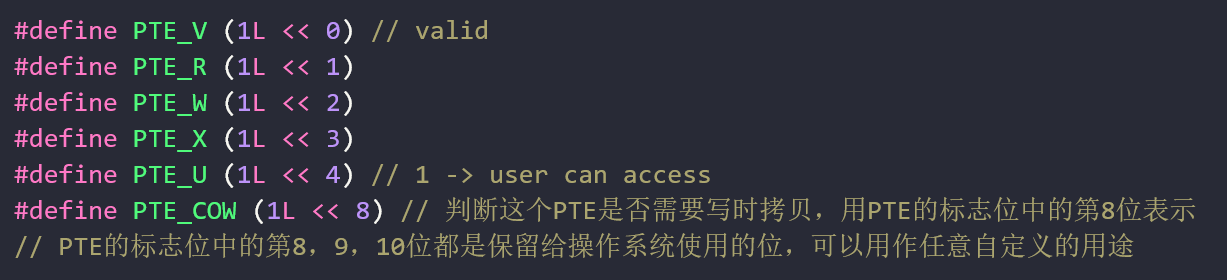 #define PTE_V (1L << 0) // valid
#define PTE_R (1L << 1)
#define PTE_W (1L << 2)
#define PTE_X (1L << 3)
#define PTE_U (1L << 4) // 1 -> user can access
#define PTE_COW (1L << 8) // 判断这个PTE是否需要写时拷贝，用PTE的标志位中的第8位表示
// PTE的标志位中的第8，9，10位都是保留给操作系统使用的位，可以用作任意自定义的用途